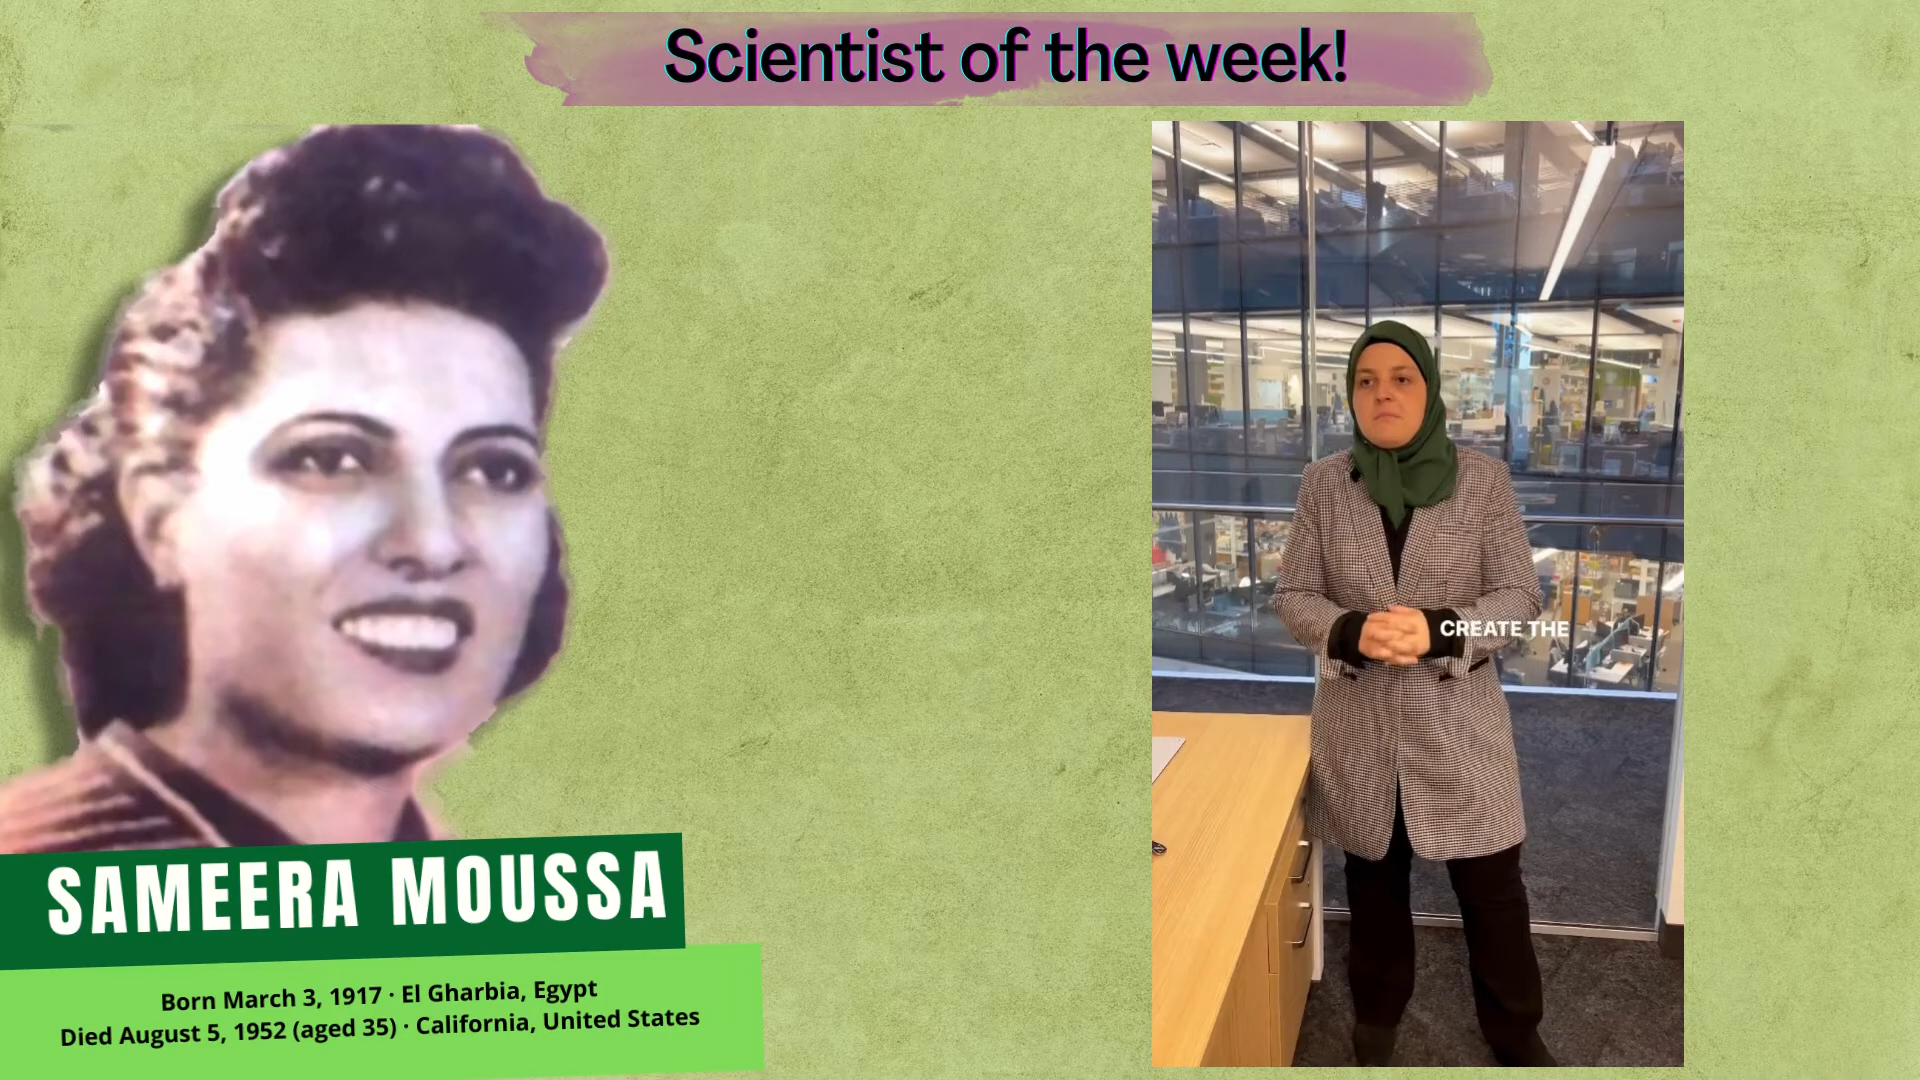 Scientist of the week!
CREATE THE
SAMEERA MOUSSA
Born March 3, 1917 · El Gharbia, Egypt
Died August 5, 1952 (aged 35) · California, United States